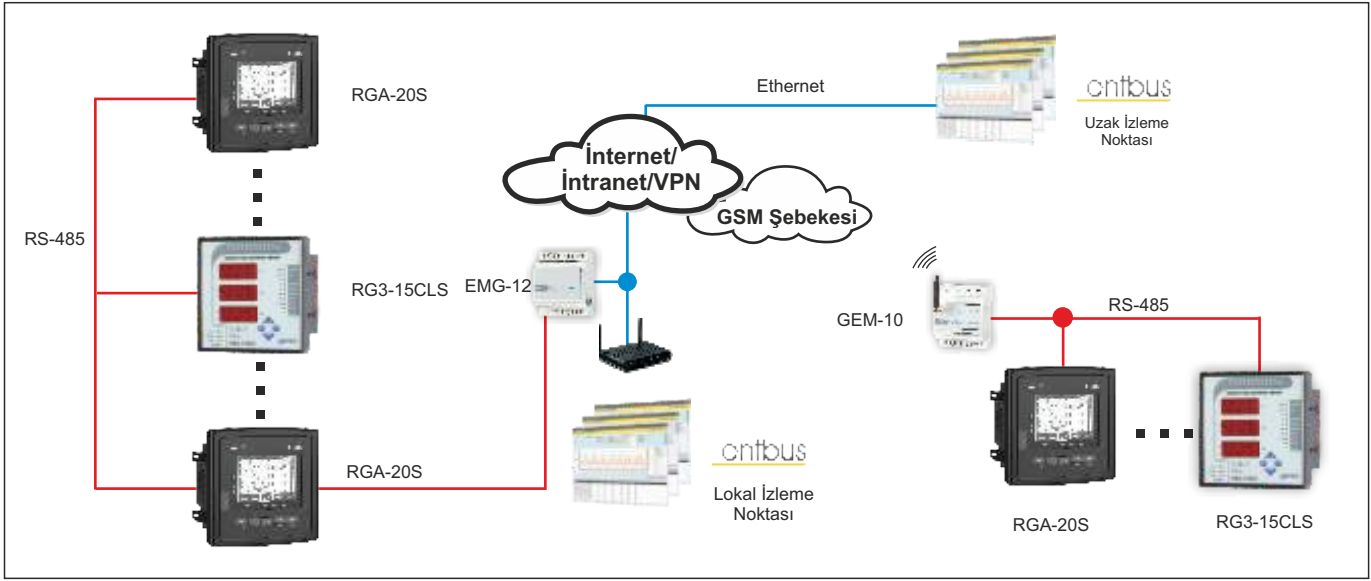 RGA-20S
Ethernet
cntbus
Uzak İzleme
Noktası
İnternet/
İntranet/VPN
GSM Şebekesi
RS-485
RG3-15CLS
EMG-12
GEM-10
RS-485
RGA-20S
cntbus
Lokal İzleme
Noktası
RGA-20S
RG3-15CLS